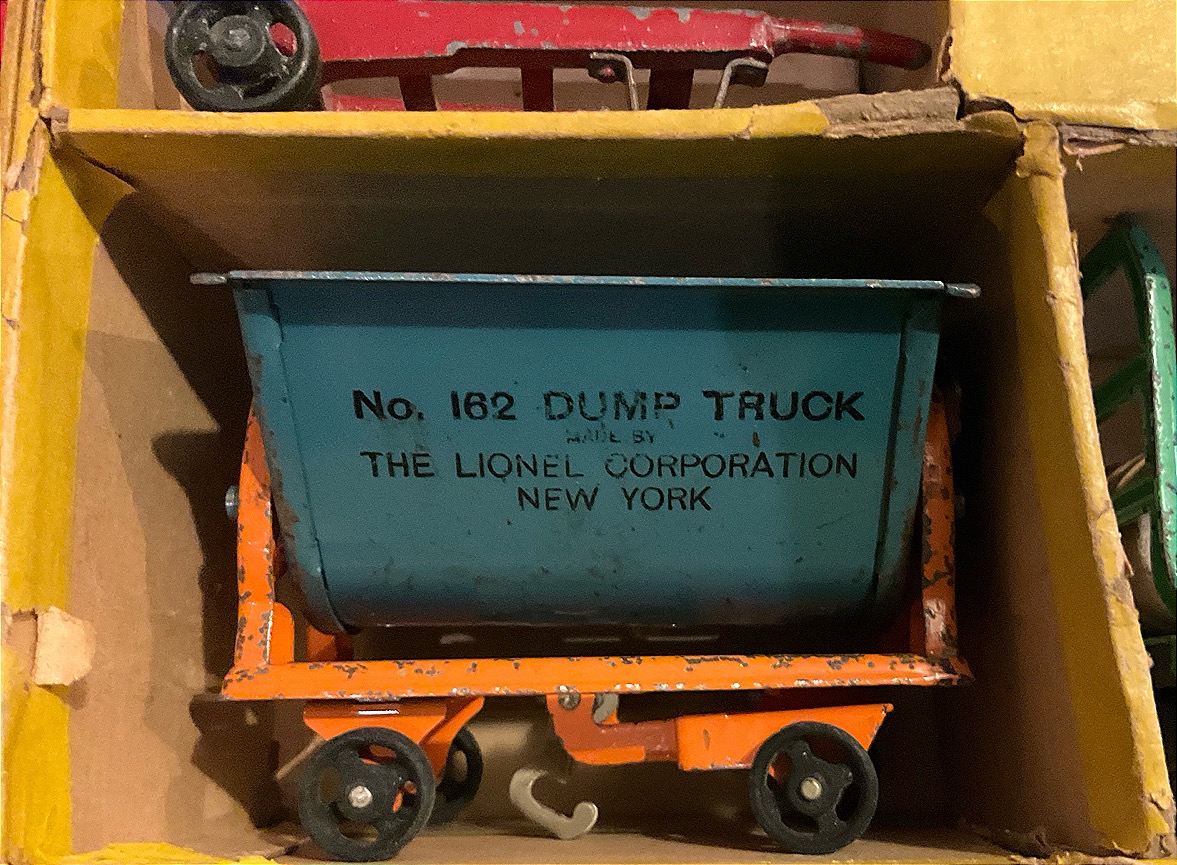 No. 162 DUMP TRUCK
MADE BY
THE LIONEL CORPORATION
NEW YORK